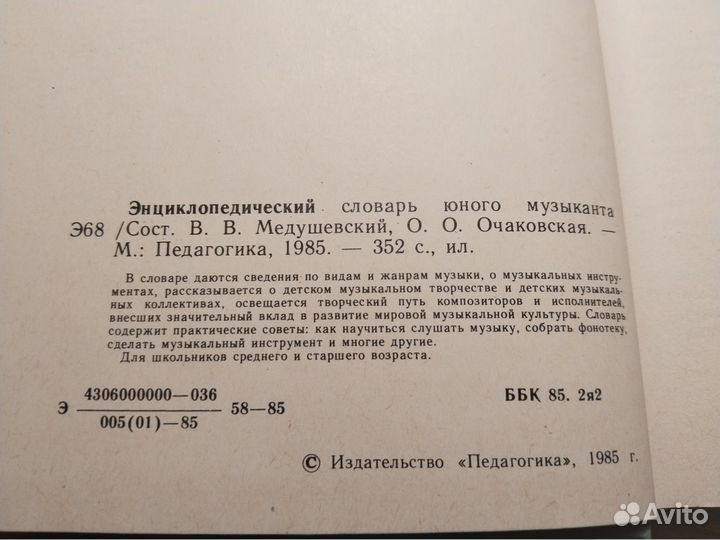 Энциклопедический словарь юного музыканта
Э68 /Сост. В. В. Медушевский, О. О. Очаковская. —
М.: Педагогика, 1985. — 352 с., ил.
В словаре даются сведения по видам и жанрам музыки, о музыкальных инстру-
ментах, рассказывается о детском музыкальном творчестве и детских музыкаль-
ных коллективах, освещается творческий путь композиторов и исполнителей,
внесших значительный вклад в развитие мировой музыкальной культуры. Словарь
содержит практические советы: как научиться слушать музыку, собрать фонотеку,
сделать музыкальный инструмент и многие другие.
Для школьников среднего и старшего возраста.
Э 4306000000—036
005(01)—85 58—85
ББК 85. 2я2
© Издательство «Педагогика», 1985 г.
Avito